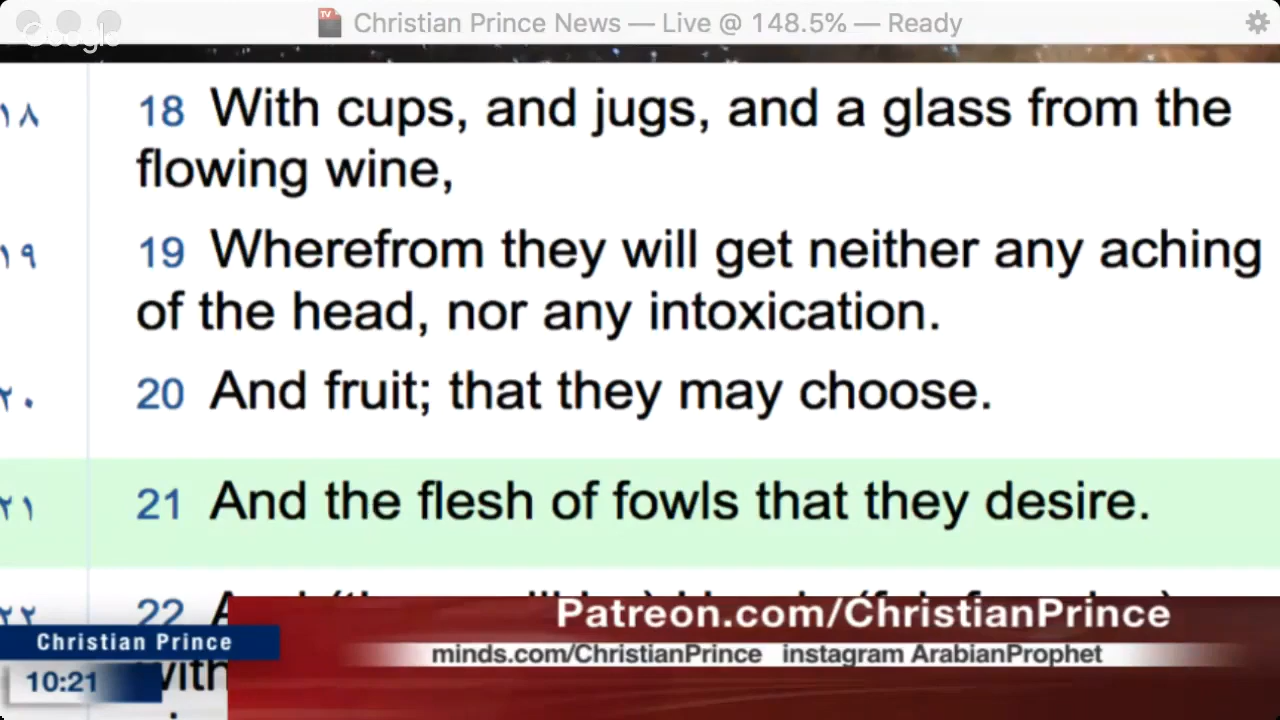 Christian Prince News — Live @ 148.5% — Ready
Google
١٨ 18 With cups, and jugs, and a glass from the
flowing wine,
١٩ 19 Wherefrom they will get neither any aching
of the head, nor any intoxication.
٢٠ 20 And fruit; that they may choose.
٢١ 21 And the flesh of fowls that they desire.
٢٢ 22
with
Patreon.com/ChristianPrince
Christian Prince
minds.com/ChristianPrince instagram ArabianProphet
10:21